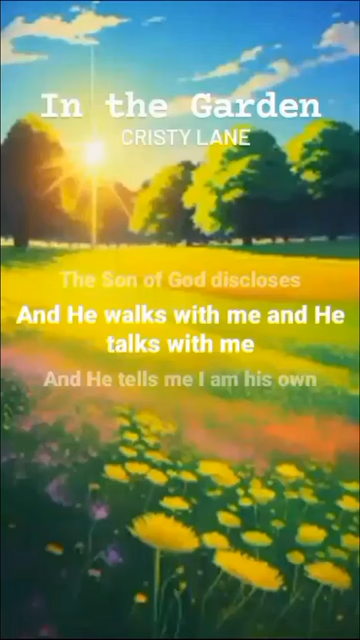 In the Garden
CRISTY LANE
The Son of God discloses
And He walks with me and He
talks with me
And He tells me I am his own